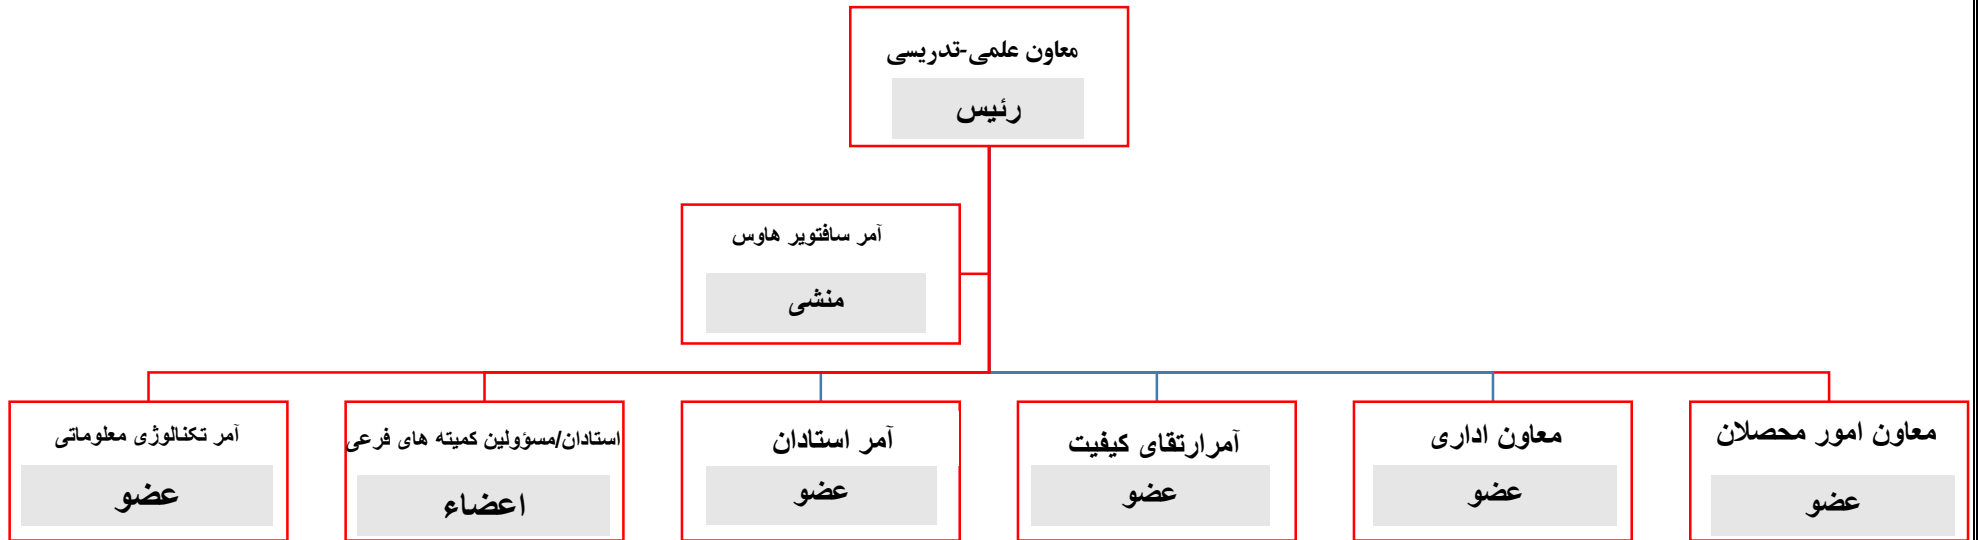 معاون علمی-تدریسی
رئیس
آمر سافتویر هاوس
منشی
معاون امور محصلان
عضو
معاون اداری
عضو
آمرارتقای کیفیت
عضو
آمر استادان
عضو
استادان/مسؤولین کمیته های فرعی
اعضاء
آمر تکنالوژی معلوماتی
عضو